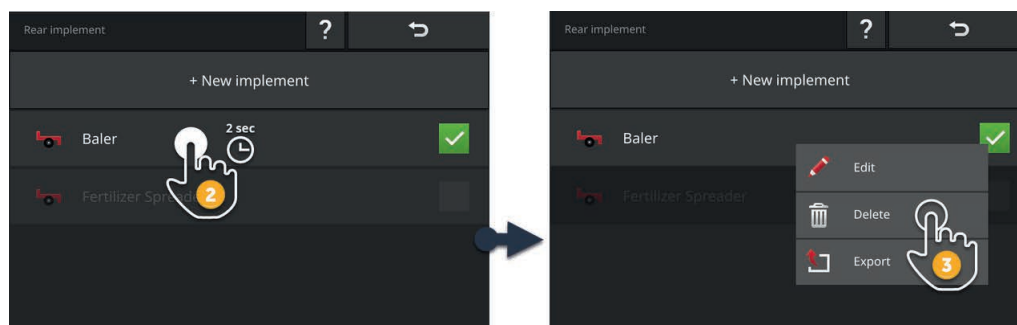 Rear implement ?
+ New implement
Baler
2 sec
2
Fertilizer Spreader
Rear implement ?
+ New implement
Baler
Edit
Fertilizer Spreader
Delete
Export
3